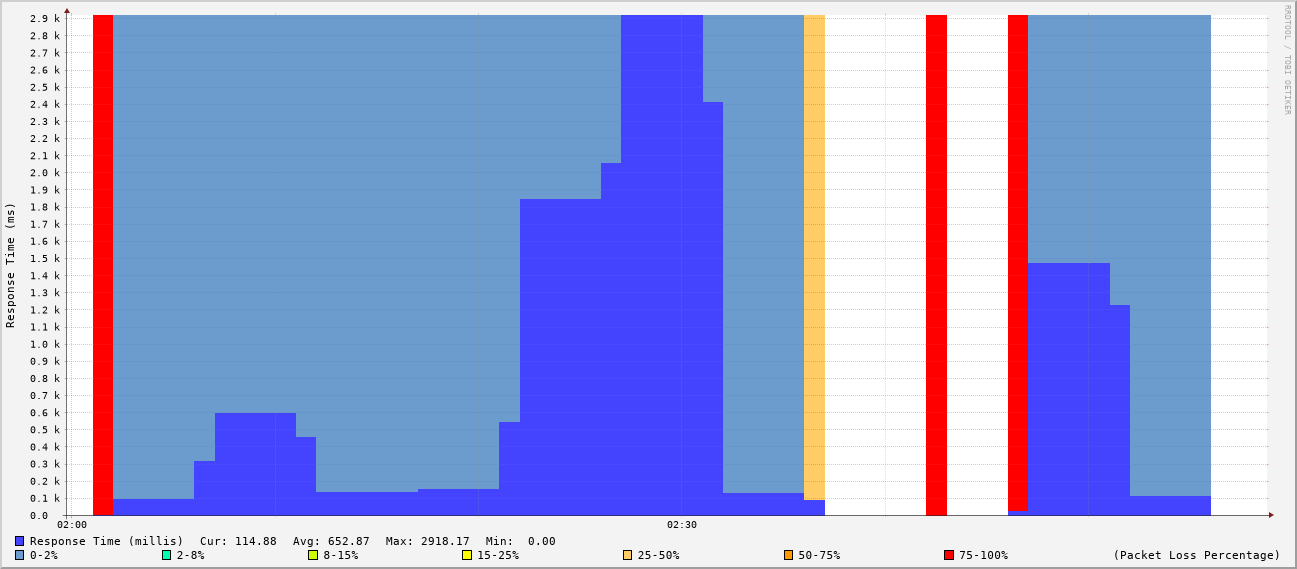 2.9 k
2.8 k
2.7 k
2.6 k
2.5 k
2.4 k
2.3 k
2.2 k
2.1 k
2.0 k
1.9 k
1.8 k
1.7 k
1.6 k
1.5 k
1.4 k
1.3 k
1.2 k
1.1 k
1.0 k
0.9 k
0.8 k
0.7 k
0.6 k
0.5 k
0.4 k
0.3 k
0.2 k
0.1 k
0.0
Response Time (ms)
RRDTOOL / TOBI OETIKER
02:00 02:30
Response Time (millis) Cur: 114.88 Avg: 652.87 Max: 2918.17 Min: 0.00
0-2% 2-8% 8-15% 15-25% 25-50% 50-75% 75-100% (Packet Loss Percentage)